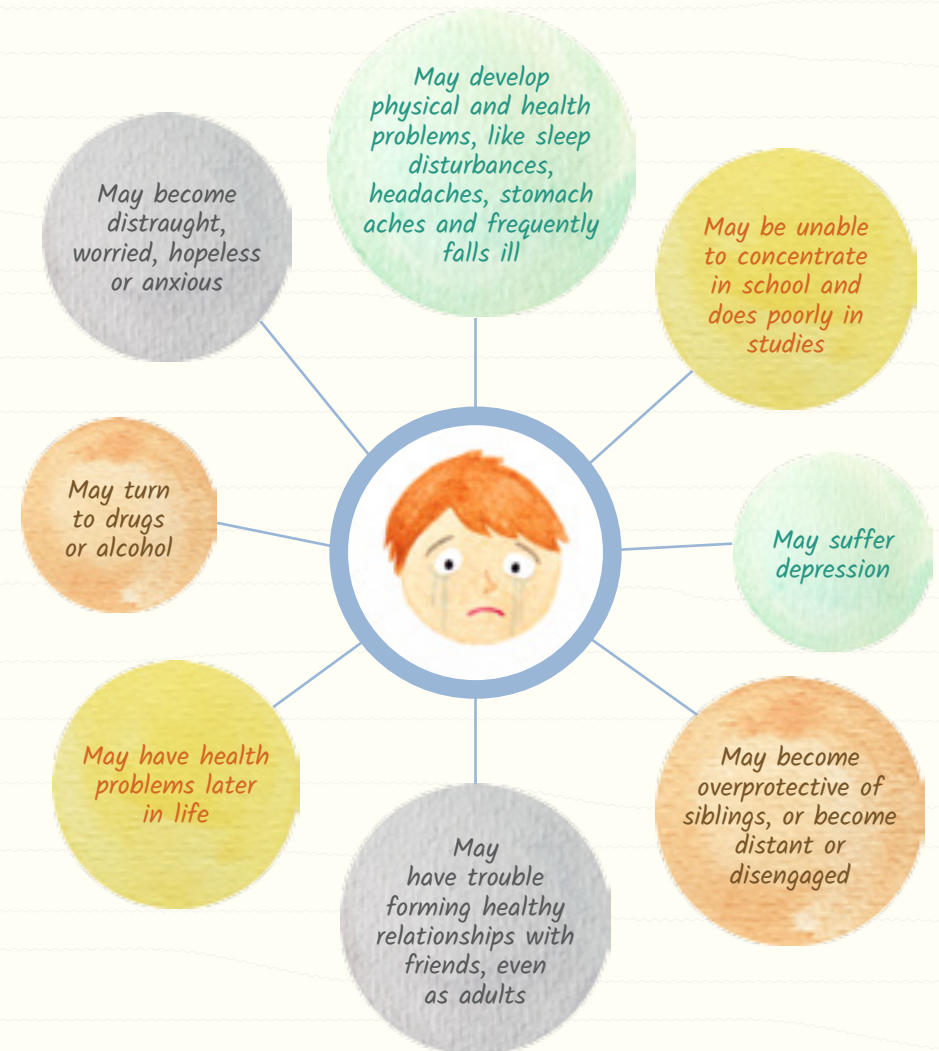 May develop
physical and health
problems, like sleep
disturbances,
headaches, stomach
aches and frequently
falls ill
May become
distraught,
worried, hopeless
or anxious
May be unable
to concentrate
in school and
does poorly in
studies
May turn
to drugs
or alcohol
May suffer
depression
May have health
problems later
in life
May become
overprotective of
siblings, or become
distant or
disengaged
May
have trouble
forming healthy
relationships with
friends, even
as adults